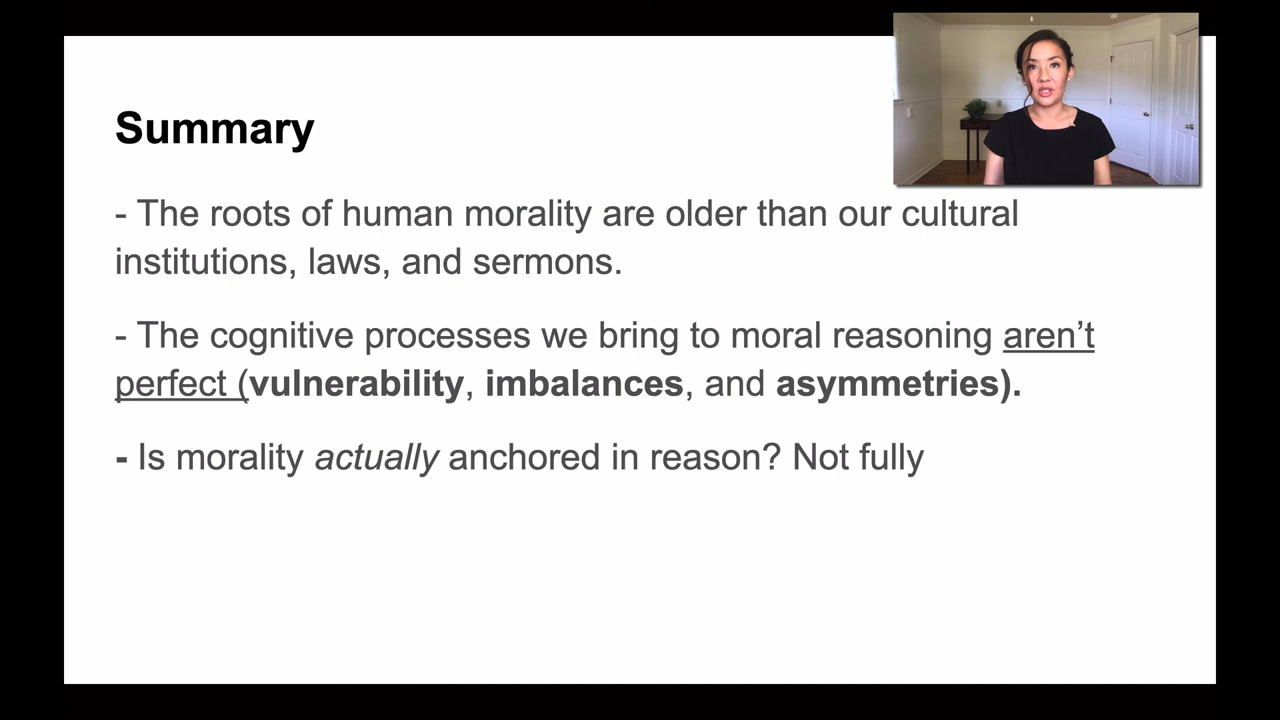 Summary
- The roots of human morality are older than our cultural
institutions, laws, and sermons.
- The cognitive processes we bring to moral reasoning aren’t
perfect (vulnerability, imbalances, and asymmetries).
- Is morality actually anchored in reason? Not fully